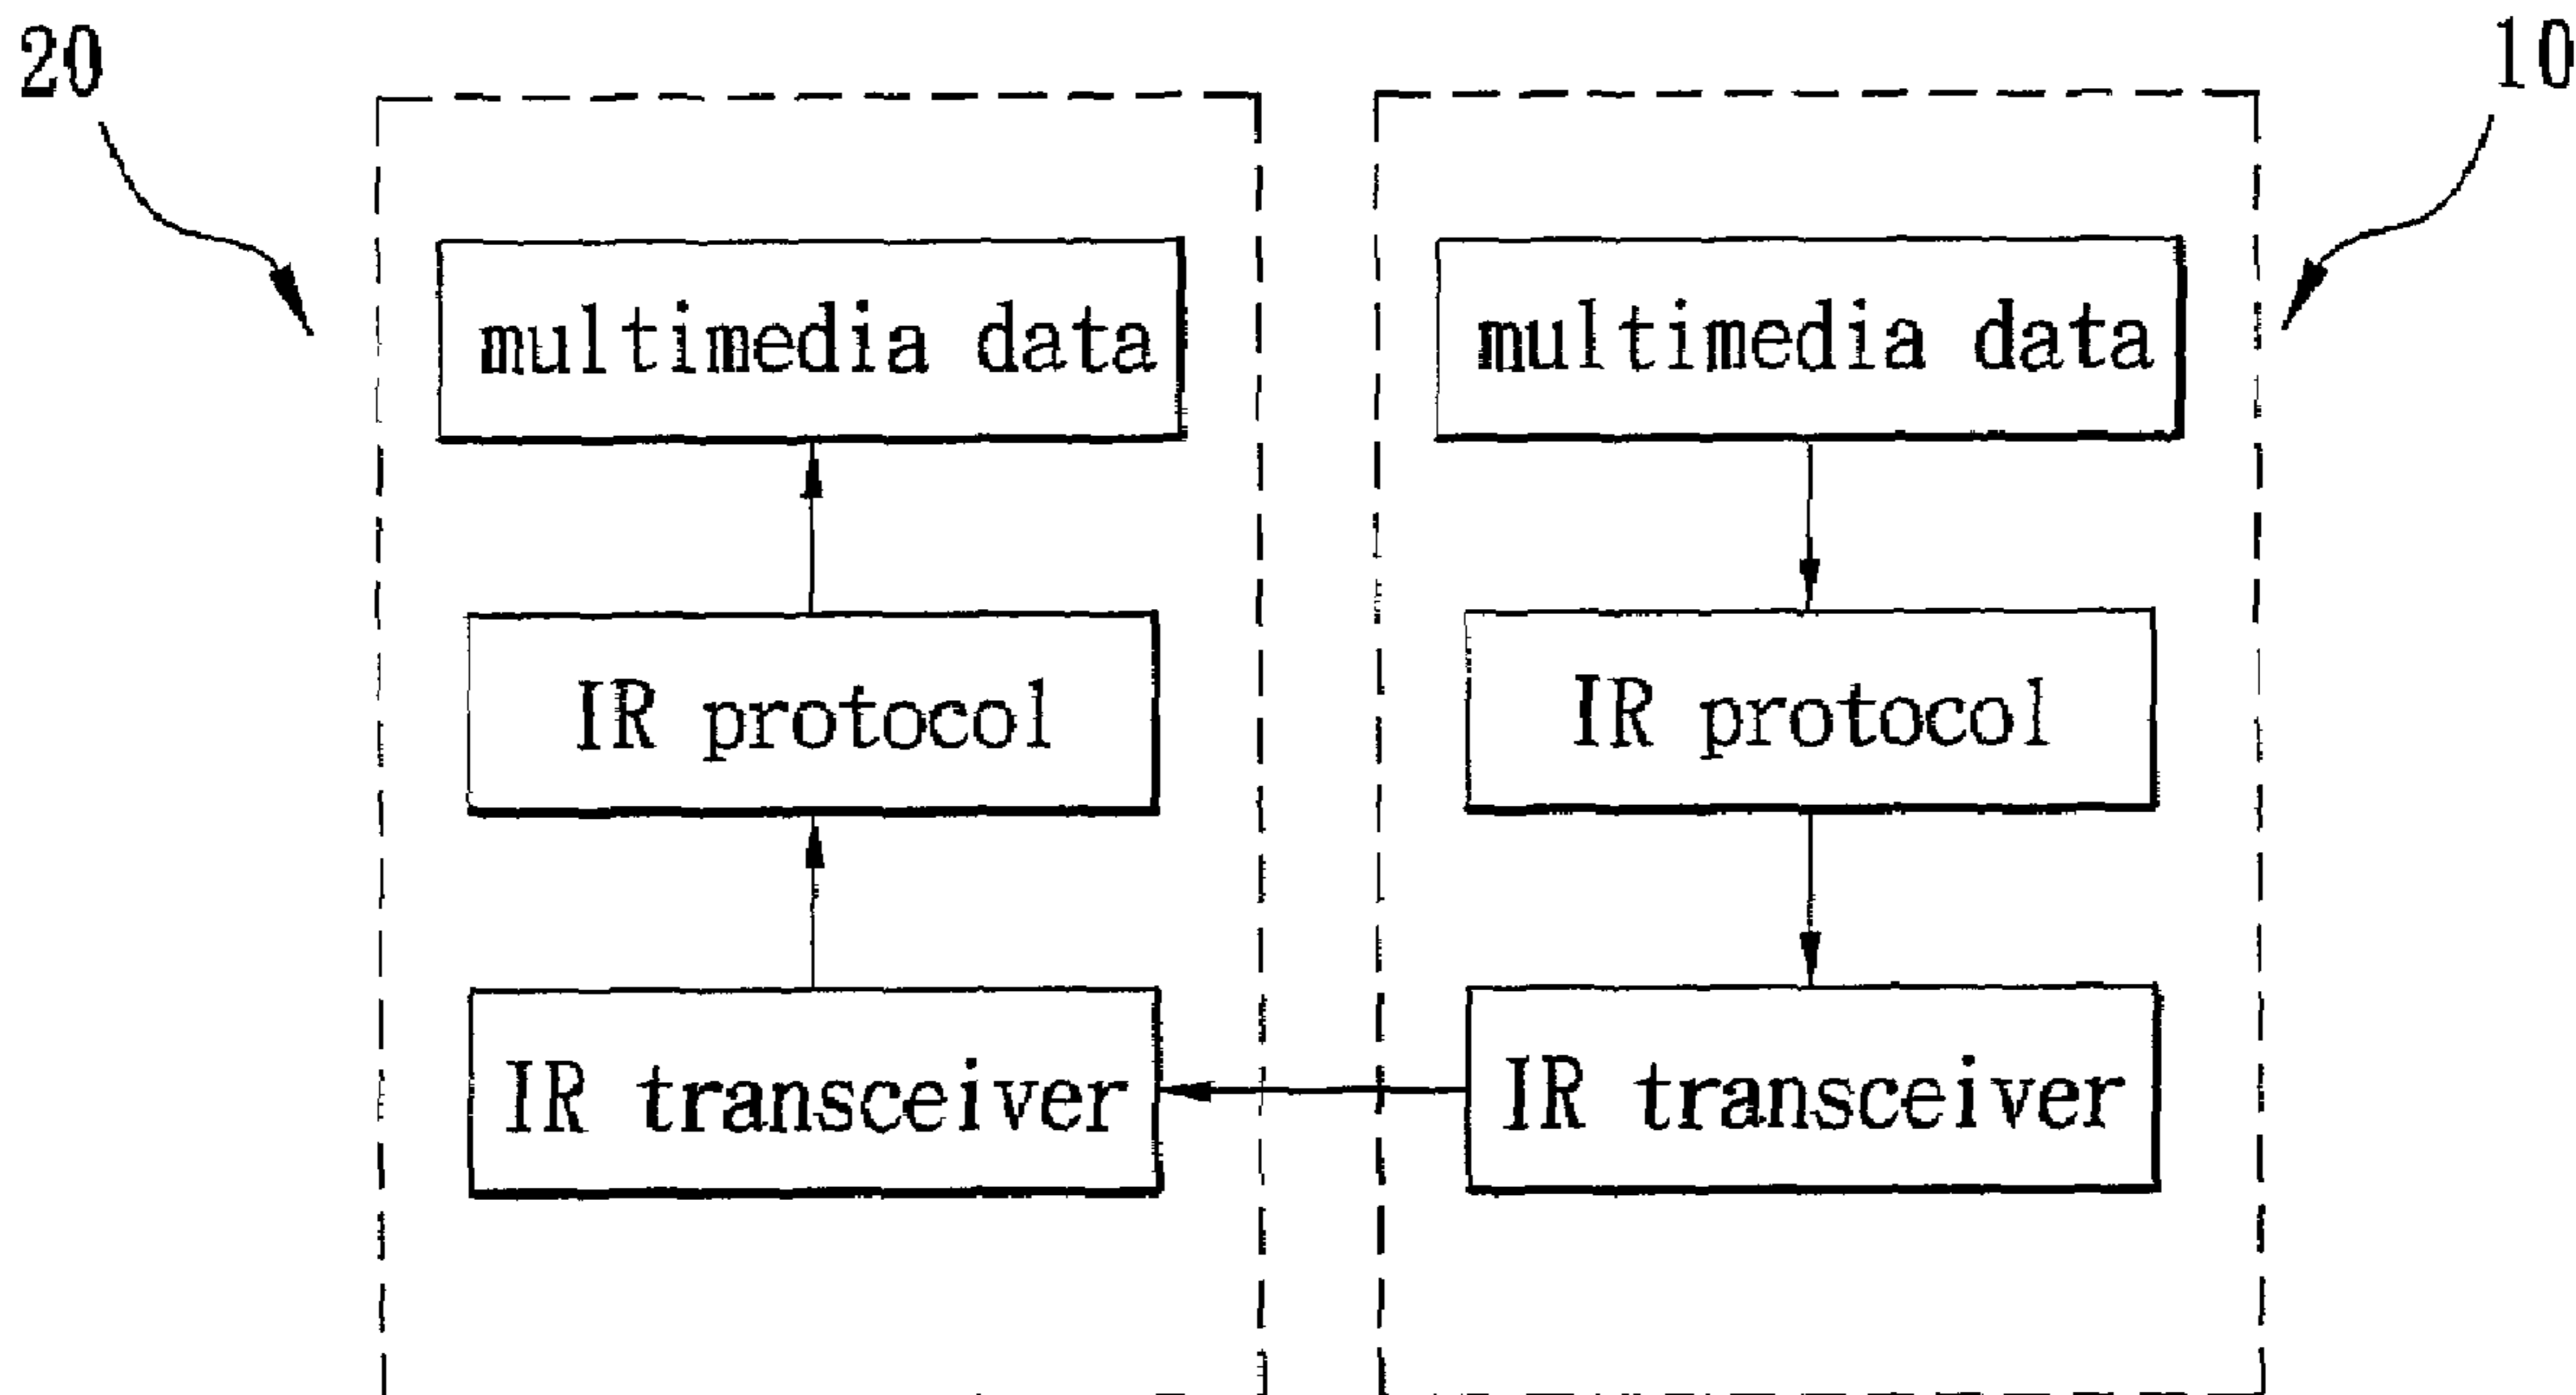 20
10
multimedia data
multimedia data
IR protocol
IR protocol
IR transceiver
IR transceiver